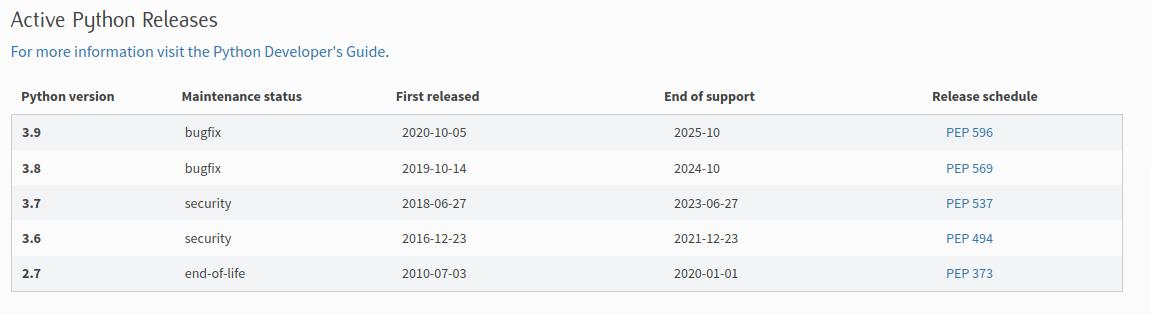 Active Python Releases
For more information visit the Python Developer's Guide.
Python version Maintenance status First released End of support Release schedule
3.9 bugfix 2020-10-05 2025-10 PEP 596
3.8 bugfix 2019-10-14 2024-10 PEP 569
3.7 security 2018-06-27 2023-06-27 PEP 537
3.6 security 2016-12-23 2021-12-23 PEP 494
2.7 end-of-life 2010-07-03 2020-01-01 PEP 373